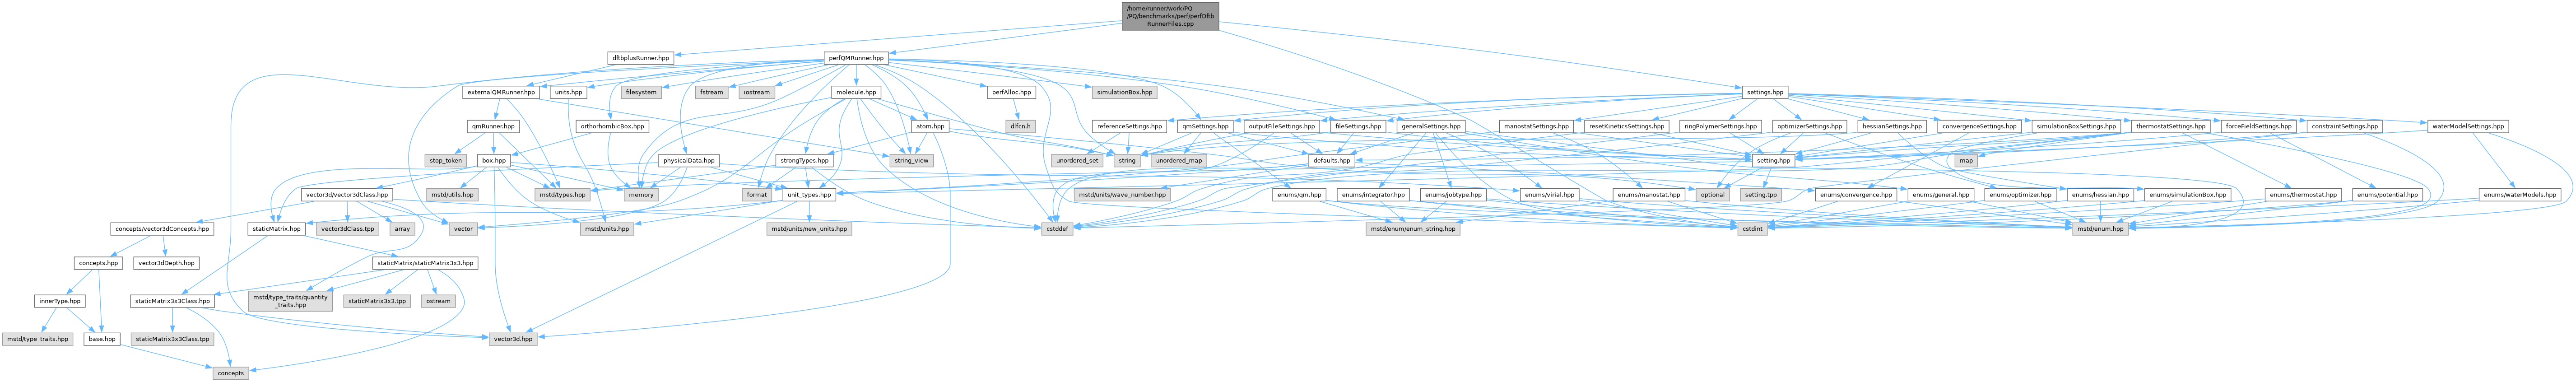 /home/runner/work/PQ
/PQ/benchmarks/perf/perfDftb
RunnerFiles.cpp
dftbplusRunner.hpp
perfQMRunner.hpp
externalQMRunner.hpp
units.hpp
filesystem
fstream
iostream
molecule.hpp
perfAlloc.hpp
simulationBox.hpp
settings.hpp
qmRunner.hpp
orthorhombicBox.hpp
dlfcn.h
atom.hpp
referenceSettings.hpp
qmSettings.hpp
outputFileSettings.hpp
fileSettings.hpp
generalSettings.hpp
manostatSettings.hpp
resetKineticsSettings.hpp
ringPolymerSettings.hpp
optimizerSettings.hpp
hessianSettings.hpp
convergenceSettings.hpp
simulationBoxSettings.hpp
thermostatSettings.hpp
forceFieldSettings.hpp
constraintSettings.hpp
waterModelSettings.hpp
stop_token
box.hpp
physicalData.hpp
strongTypes.hpp
string_view
unordered_set
string
unordered_map
defaults.hpp
setting.hpp
map
vector3d/vector3dClass.hpp
mstd/utils.hpp
mstd/types.hpp
memory
format
unit_types.hpp
mstd/units/wave_number.hpp
enums/qm.hpp
enums/integrator.hpp
enums/jobtype.hpp
enums/virial.hpp
enums/manostat.hpp
optional
setting.tpp
enums/convergence.hpp
enums/general.hpp
enums/optimizer.hpp
enums/hessian.hpp
enums/simulationBox.hpp
enums/thermostat.hpp
enums/potential.hpp
enums/waterModels.hpp
concepts/vector3dConcepts.hpp
staticMatrix.hpp
vector3dClass.tpp
array
vector
mstd/units.hpp
mstd/units/new_units.hpp
cstddef
mstd/enum/enum_string.hpp
cstdint
mstd/enum.hpp
concepts.hpp
vector3dDepth.hpp
staticMatrix/staticMatrix3x3.hpp
innerType.hpp
staticMatrix3x3Class.hpp
mstd/type_traits/quantity
_traits.hpp
staticMatrix3x3.tpp
ostream
mstd/type_traits.hpp
base.hpp
staticMatrix3x3Class.tpp
vector3d.hpp
concepts